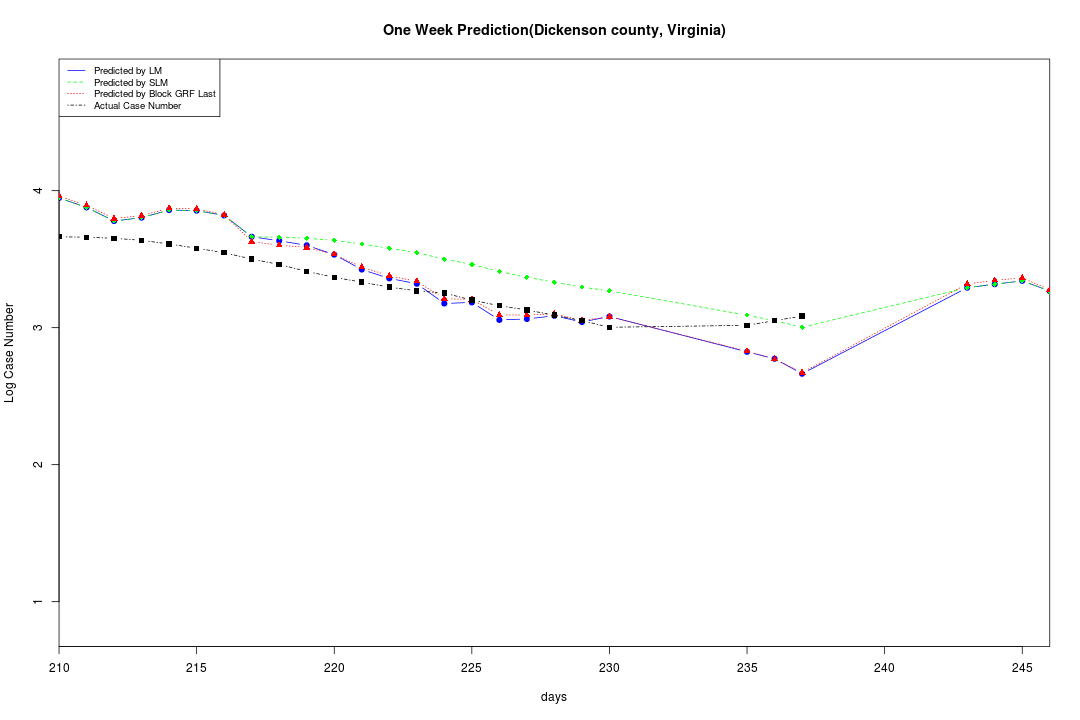 One Week Prediction(Dickenson county, Virginia)
Predicted by LM
Predicted by SLM
Predicted by Block GRF Last
Actual Case Number
Log Case Number
4
3
2
1
210 215 220 225 230 235 240 245
days